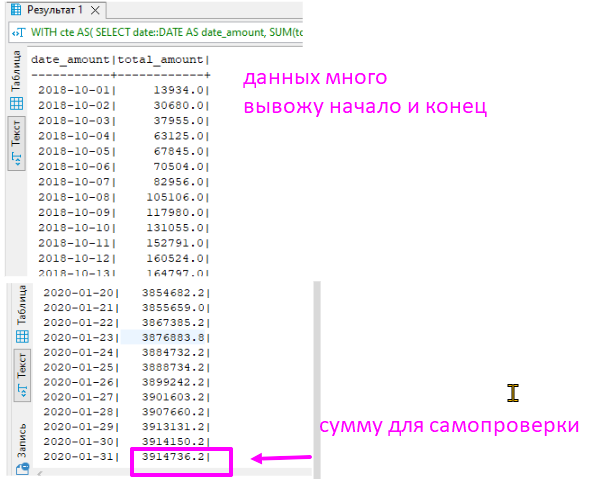 Результат 1
WITH cte AS( SELECT date::DATE AS date_amount, SUM(to
Таблица
Текст
date_amount|total_amount|
-----------+------------+
2018-10-01| 13934.0|
2018-10-02| 30680.0|
2018-10-03| 37955.0|
2018-10-04| 63125.0|
2018-10-05| 67845.0|
2018-10-06| 70504.0|
2018-10-07| 82956.0|
2018-10-08| 105106.0|
2018-10-09| 117980.0|
2018-10-10| 131055.0|
2018-10-11| 152791.0|
2018-10-12| 160524.0|
2018-10-13| 164797.0|
данных много
вывожу начало и конец
Таблица
Текст
Запись
2020-01-20| 3854682.2|
2020-01-21| 3855659.0|
2020-01-22| 3867385.2|
2020-01-23| 3876883.8|
2020-01-24| 3884732.2|
2020-01-25| 3888734.2|
2020-01-26| 3899242.2|
2020-01-27| 3901603.2|
2020-01-28| 3907660.2|
2020-01-29| 3913131.2|
2020-01-30| 3914150.2|
2020-01-31| 3914736.2|
сумму для самопроверки